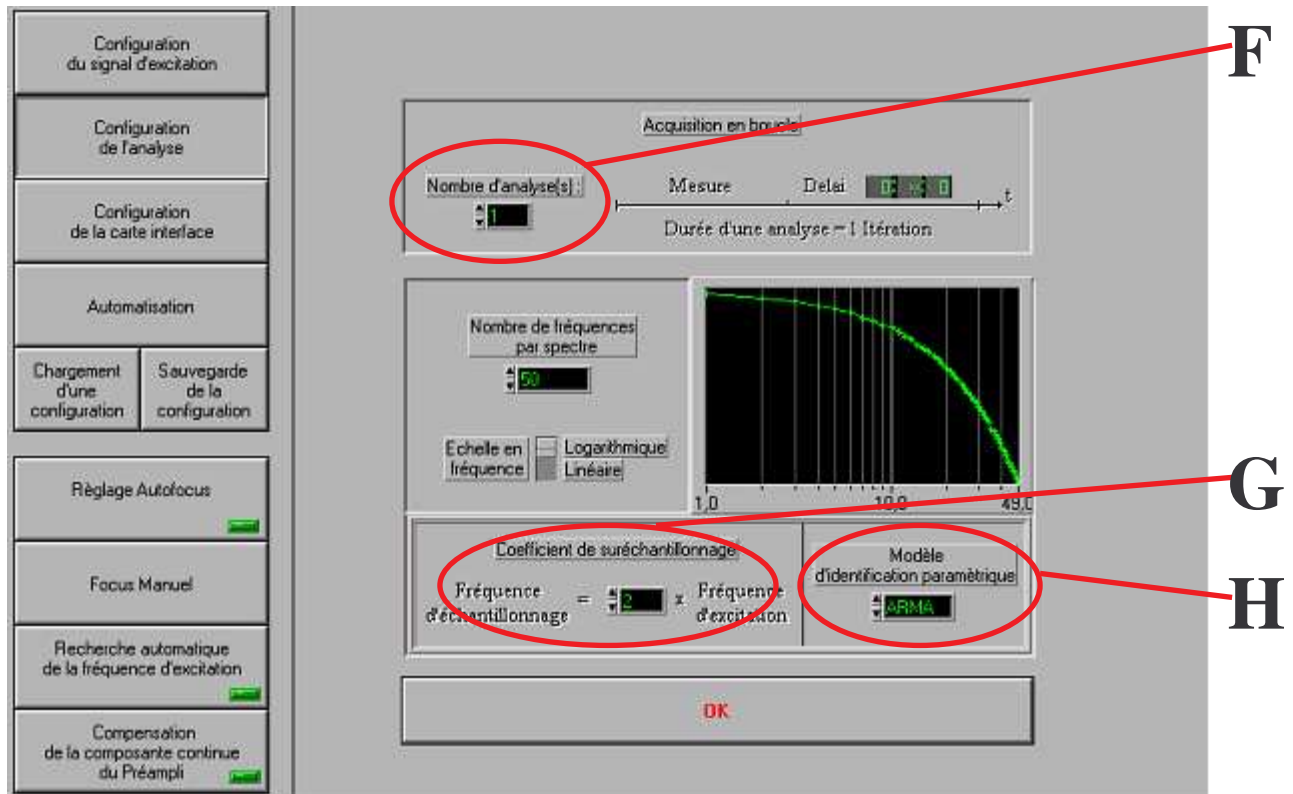 Configuration
du signal d'excitation
Configuration
de l'analyse
Configuration
de la carte interface
Automatisation
Chargement
d'une
configuration
Sauvegarde
de la
configuration
Règlage Autofocus
Focus Manuel
Recherche automatique
de la fréquence d'excitation
Compensation
de la composante continue
du Préampli
F
Acquisition en boucle
Nombre d'analyse(s) :
1
Mesure
Delai
t
Durée d'une analyse = 1 Itération
Nombre de fréquences
par spectre
50
Echelle en
fréquence
Logarithmique
Linéaire
1,0
10,0
49,0
G
Coefficient de suréchantillonnage
Fréquence
d'échantillonnage
=
2
x
Fréquence
d'excitation
Modèle
d'identification paramètrique
ARMA
H
OK